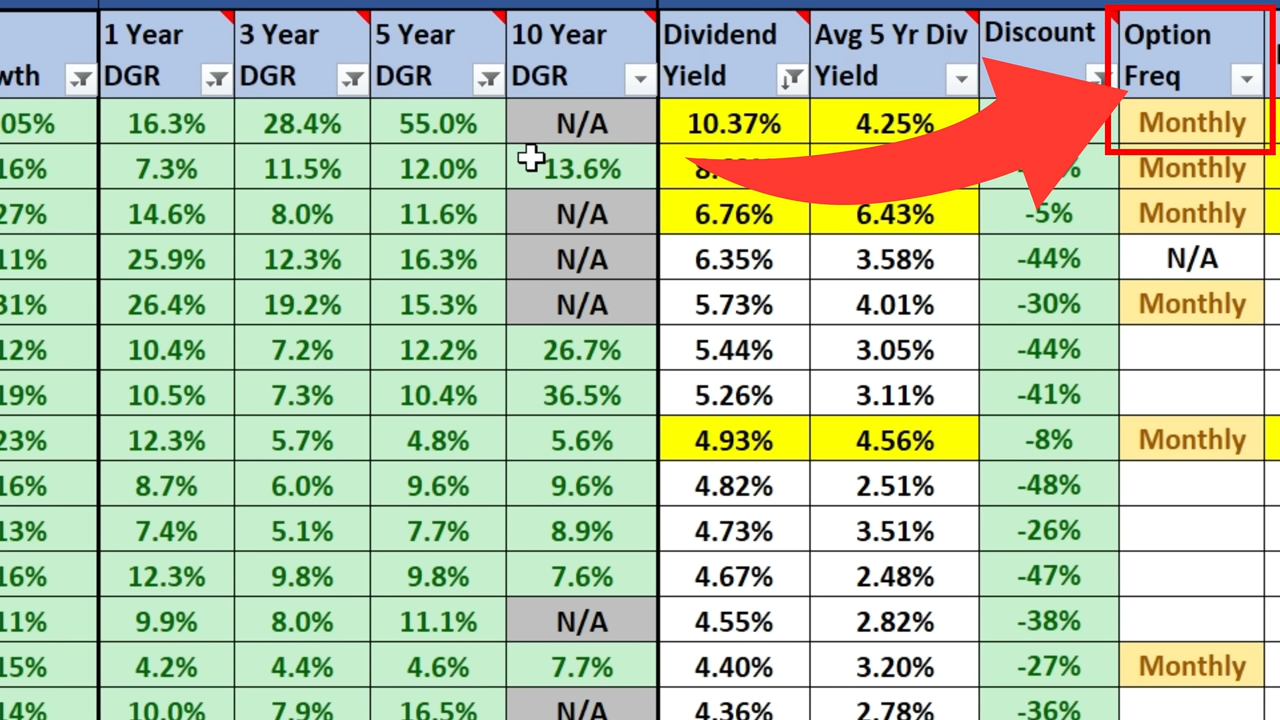 wth 1 Year DGR 3 Year DGR 5 Year DGR 10 Year DGR Dividend Yield Avg 5 Yr Div Yield Discount Option Freq
05% 16.3% 28.4% 55.0% N/A 10.37% 4.25% Monthly
16% 7.3% 11.5% 12.0% 13.6% Monthly
27% 14.6% 8.0% 11.6% N/A 6.76% 6.43% -5% Monthly
11% 25.9% 12.3% 16.3% N/A 6.35% 3.58% -44% N/A
31% 26.4% 19.2% 15.3% N/A 5.73% 4.01% -30% Monthly
12% 10.4% 7.2% 12.2% 26.7% 5.44% 3.05% -44%
19% 10.5% 7.3% 10.4% 36.5% 5.26% 3.11% -41%
23% 12.3% 5.7% 4.8% 5.6% 4.93% 4.56% -8% Monthly
16% 8.7% 6.0% 9.6% 9.6% 4.82% 2.51% -48%
13% 7.4% 5.1% 7.7% 8.9% 4.73% 3.51% -26%
16% 12.3% 9.8% 9.8% 7.6% 4.67% 2.48% -47%
11% 9.9% 8.0% 11.1% N/A 4.55% 2.82% -38%
15% 4.2% 4.4% 4.6% 7.7% 4.40% 3.20% -27% Monthly
14% 10.0% 7.9% 16.5% N/A 4.36% 2.78% -36%